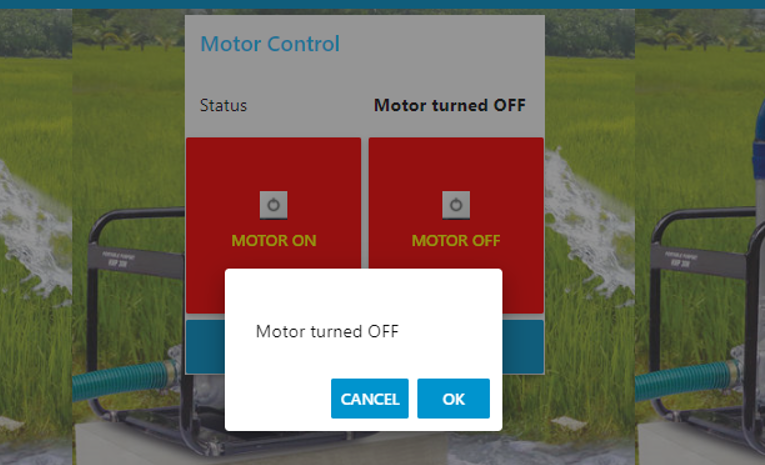 Motor Control
Status Motor turned OFF
MOTOR ON MOTOR OFF
Motor turned OFF
CANCEL OK